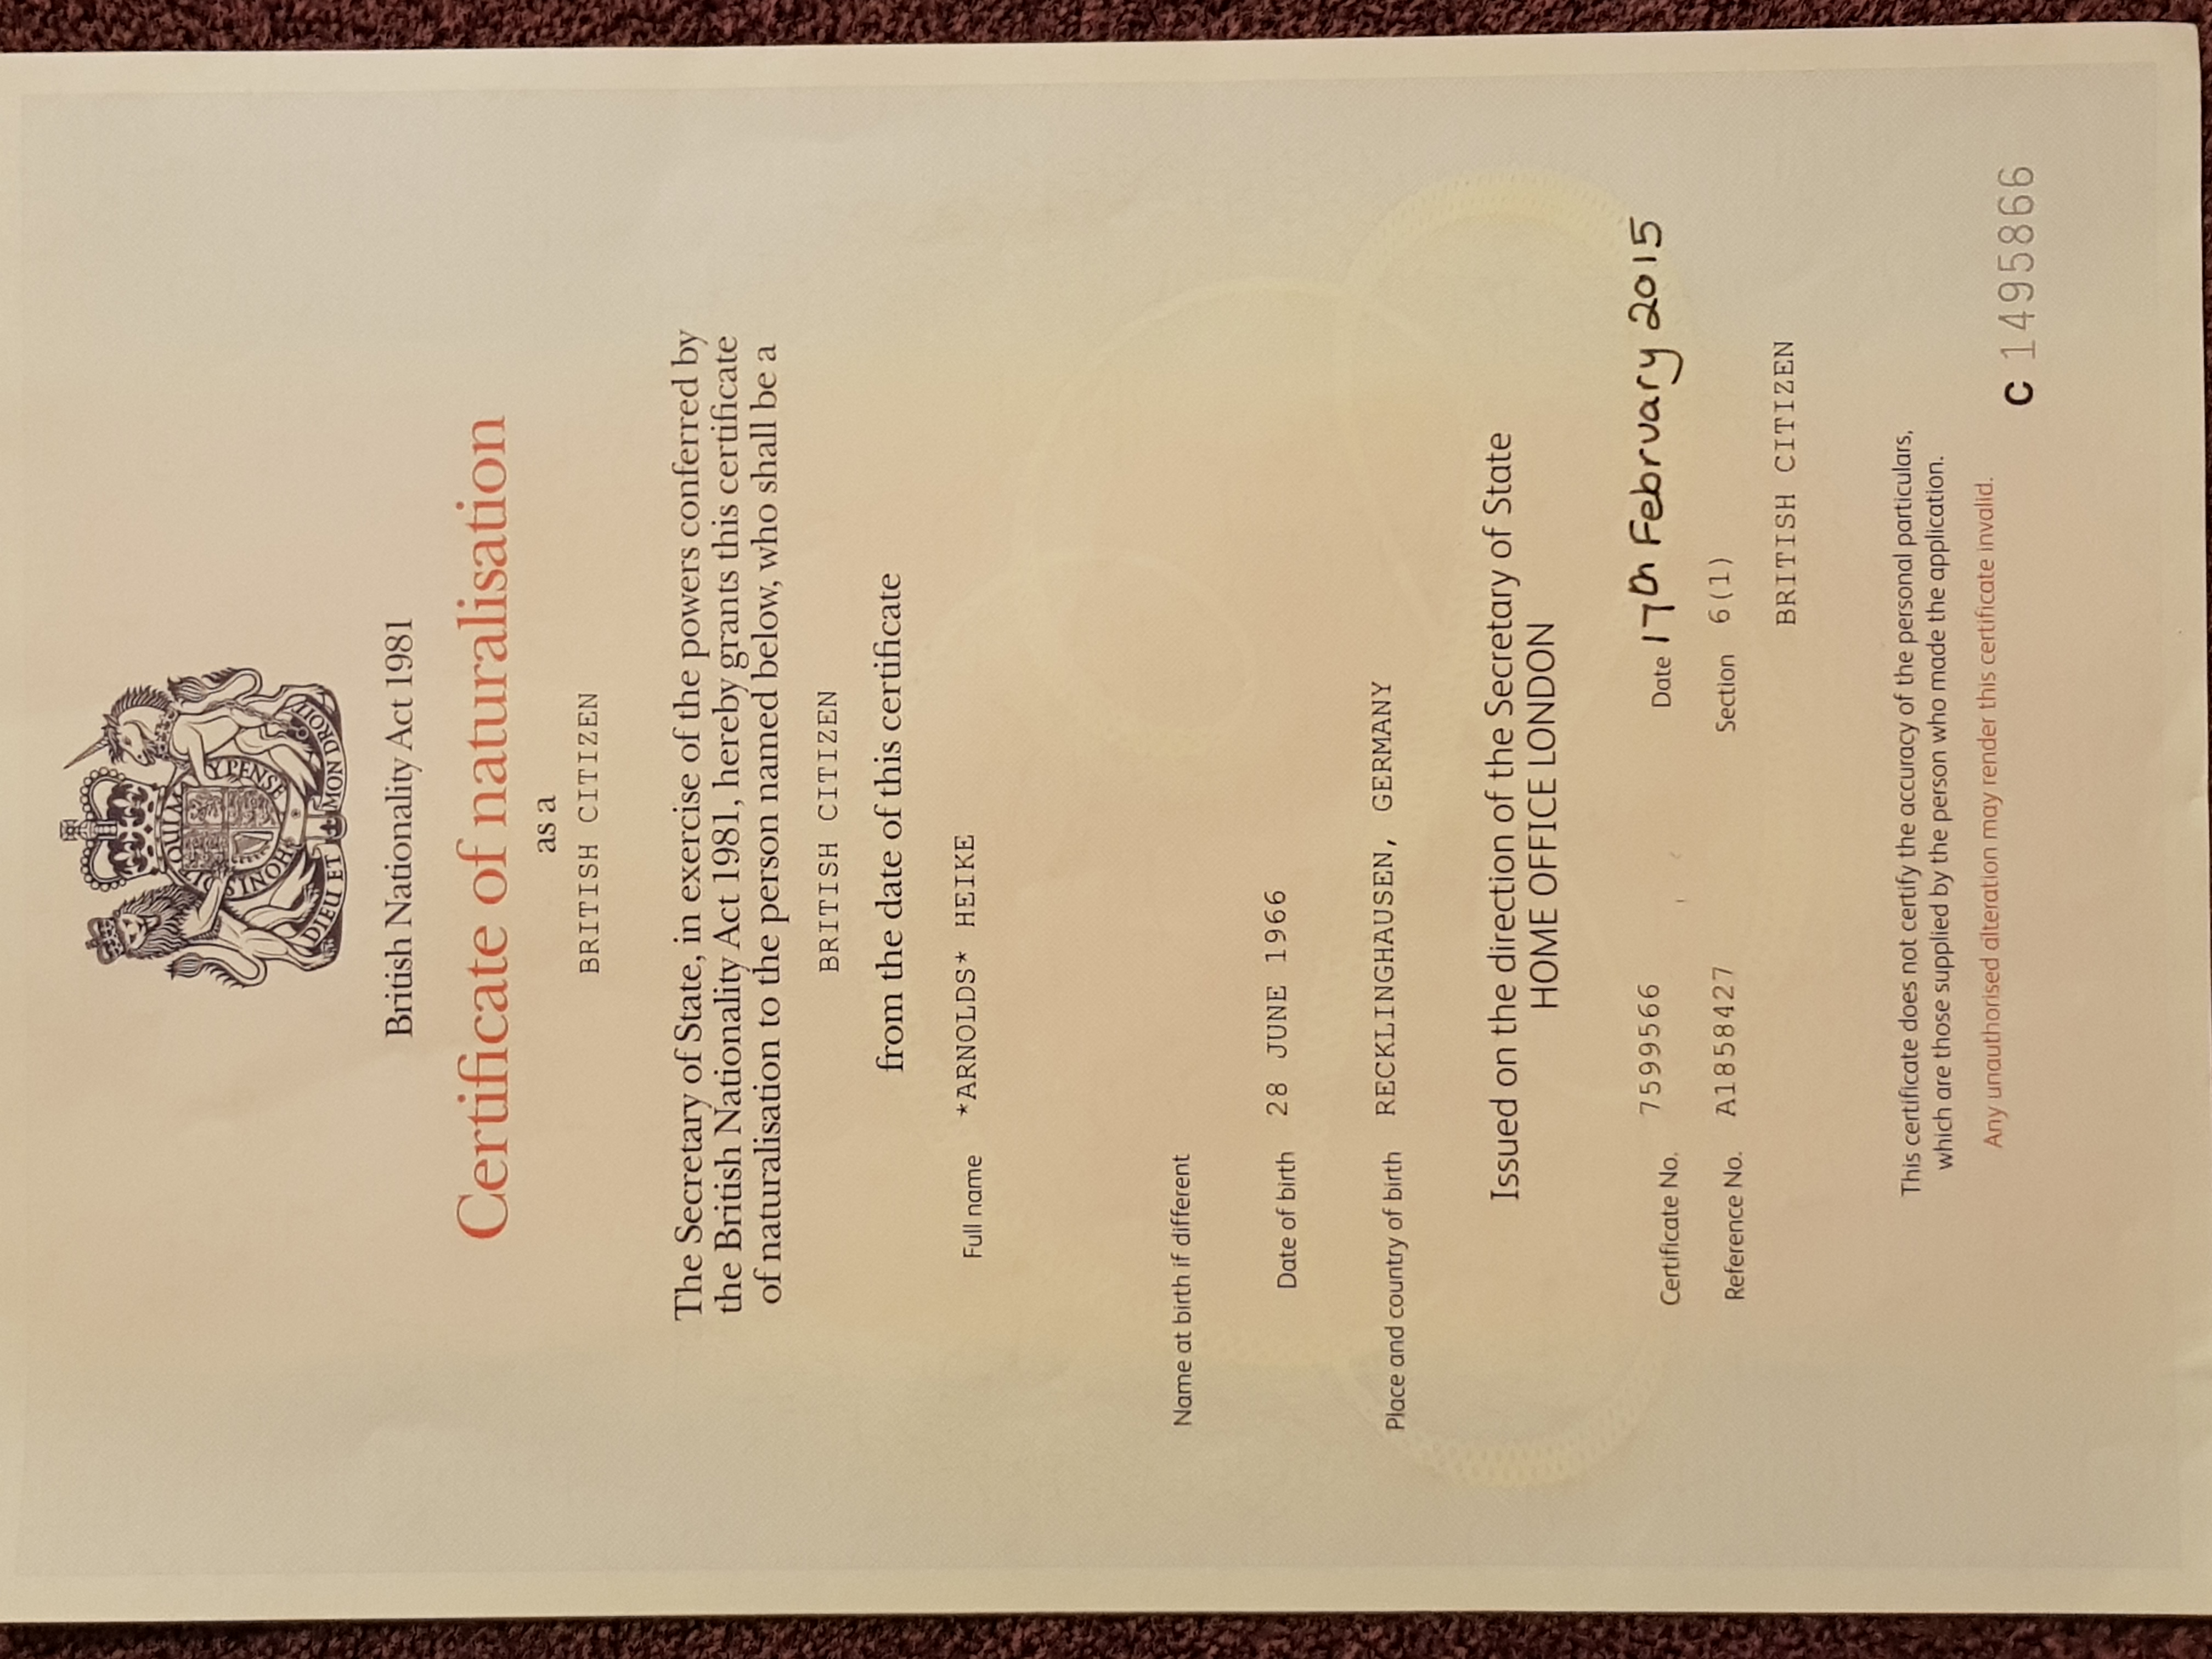 HONI SOIT QUI MAL Y PENSE
DIEU ET MON DROIT
British Nationality Act 1981
Certificate of naturalisation
as a
BRITISH CITIZEN
The Secretary of State, in exercise of the powers conferred by
the British Nationality Act 1981, hereby grants this certificate
of naturalisation to the person named below, who shall be a
BRITISH CITIZEN
from the date of this certificate
Full name *ARNOLDS* HEIKE
Name at birth if different
Date of birth 28 JUNE 1966
Place and country of birth RECKLINGHAUSEN, GERMANY
Issued on the direction of the Secretary of State
HOME OFFICE LONDON
Certificate No. 7599566 Date 17th February 2015
Reference No. A1858427 Section 6(1)
BRITISH CITIZEN
This certificate does not certify the accuracy of the personal particulars,
which are those supplied by the person who made the application.
Any unauthorised alteration may render this certificate invalid.
C 1495866